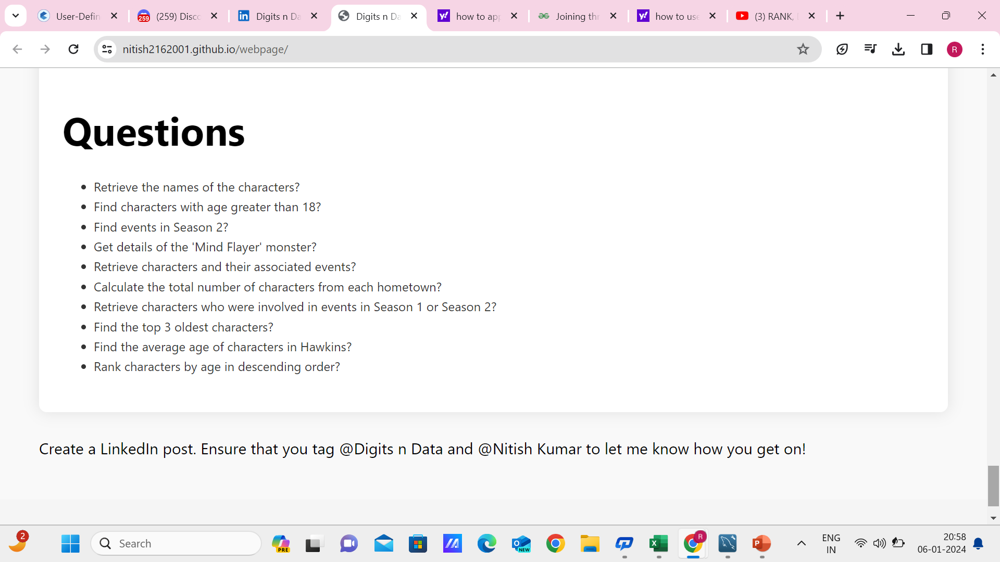 User-Defin
(259) Disco
Digits n Da
Digits n Da
how to app
Joining thr
how to use
(3) RANK,
259
nitish2162001.github.io/webpage/
R
Questions
Retrieve the names of the characters?
Find characters with age greater than 18?
Find events in Season 2?
Get details of the 'Mind Flayer' monster?
Retrieve characters and their associated events?
Calculate the total number of characters from each hometown?
Retrieve characters who were involved in events in Season 1 or Season 2?
Find the top 3 oldest characters?
Find the average age of characters in Hawkins?
Rank characters by age in descending order?
Create a LinkedIn post. Ensure that you tag @Digits n Data and @Nitish Kumar to let me know how you get on!
2
Search
PRE
NEW
R
ENG
IN
20:58
06-01-2024